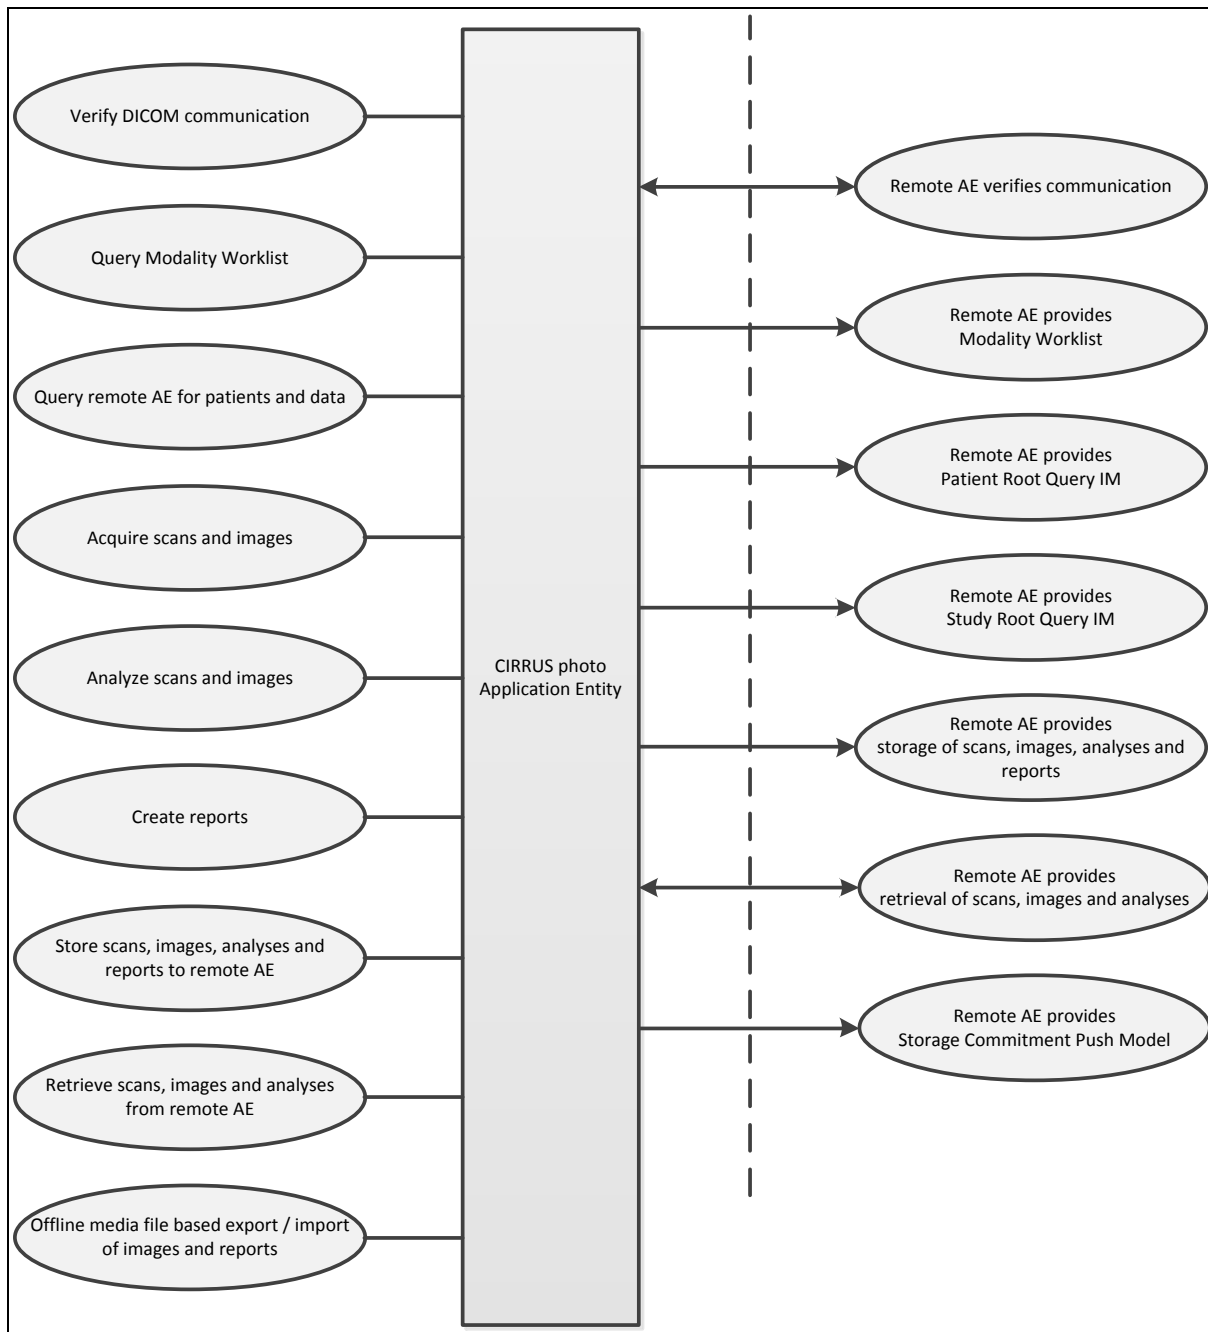 Verify DICOM communication
Query Modality Worklist
Query remote AE for patients and data
Acquire scans and images
Analyze scans and images
Create reports
Store scans, images, analyses and
reports to remote AE
Retrieve scans, images and analyses
from remote AE
Offline media file based export / import
of images and reports
CIRRUS photo
Application Entity
Remote AE verifies communication
Remote AE provides
Modality Worklist
Remote AE provides
Patient Root Query IM
Remote AE provides
Study Root Query IM
Remote AE provides
storage of scans, images, analyses and
reports
Remote AE provides
retrieval of scans, images and analyses
Remote AE provides
Storage Commitment Push Model